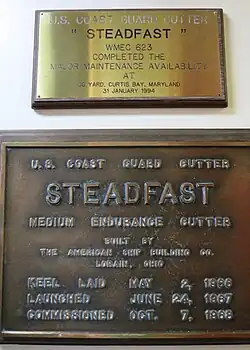 U.S. COAST GUARD CUTTER
" STEADFAST "
WMEC 623
COMPLETED THE
MAJOR MAINTENANCE AVAILABILITY
AT
CG YARD, CURTIS BAY, MARYLAND
31 JANUARY 1994
U.S. COAST GUARD CUTTER
STEADFAST
MEDIUM ENDURANCE CUTTER
BUILT BY
THE AMERICAN SHIP BUILDING CO.
LORAIN, OHIO
KEEL LAID MAY 2, 1966
LAUNCHED JUNE 24, 1967
COMMISSIONED OCT. 7, 1968